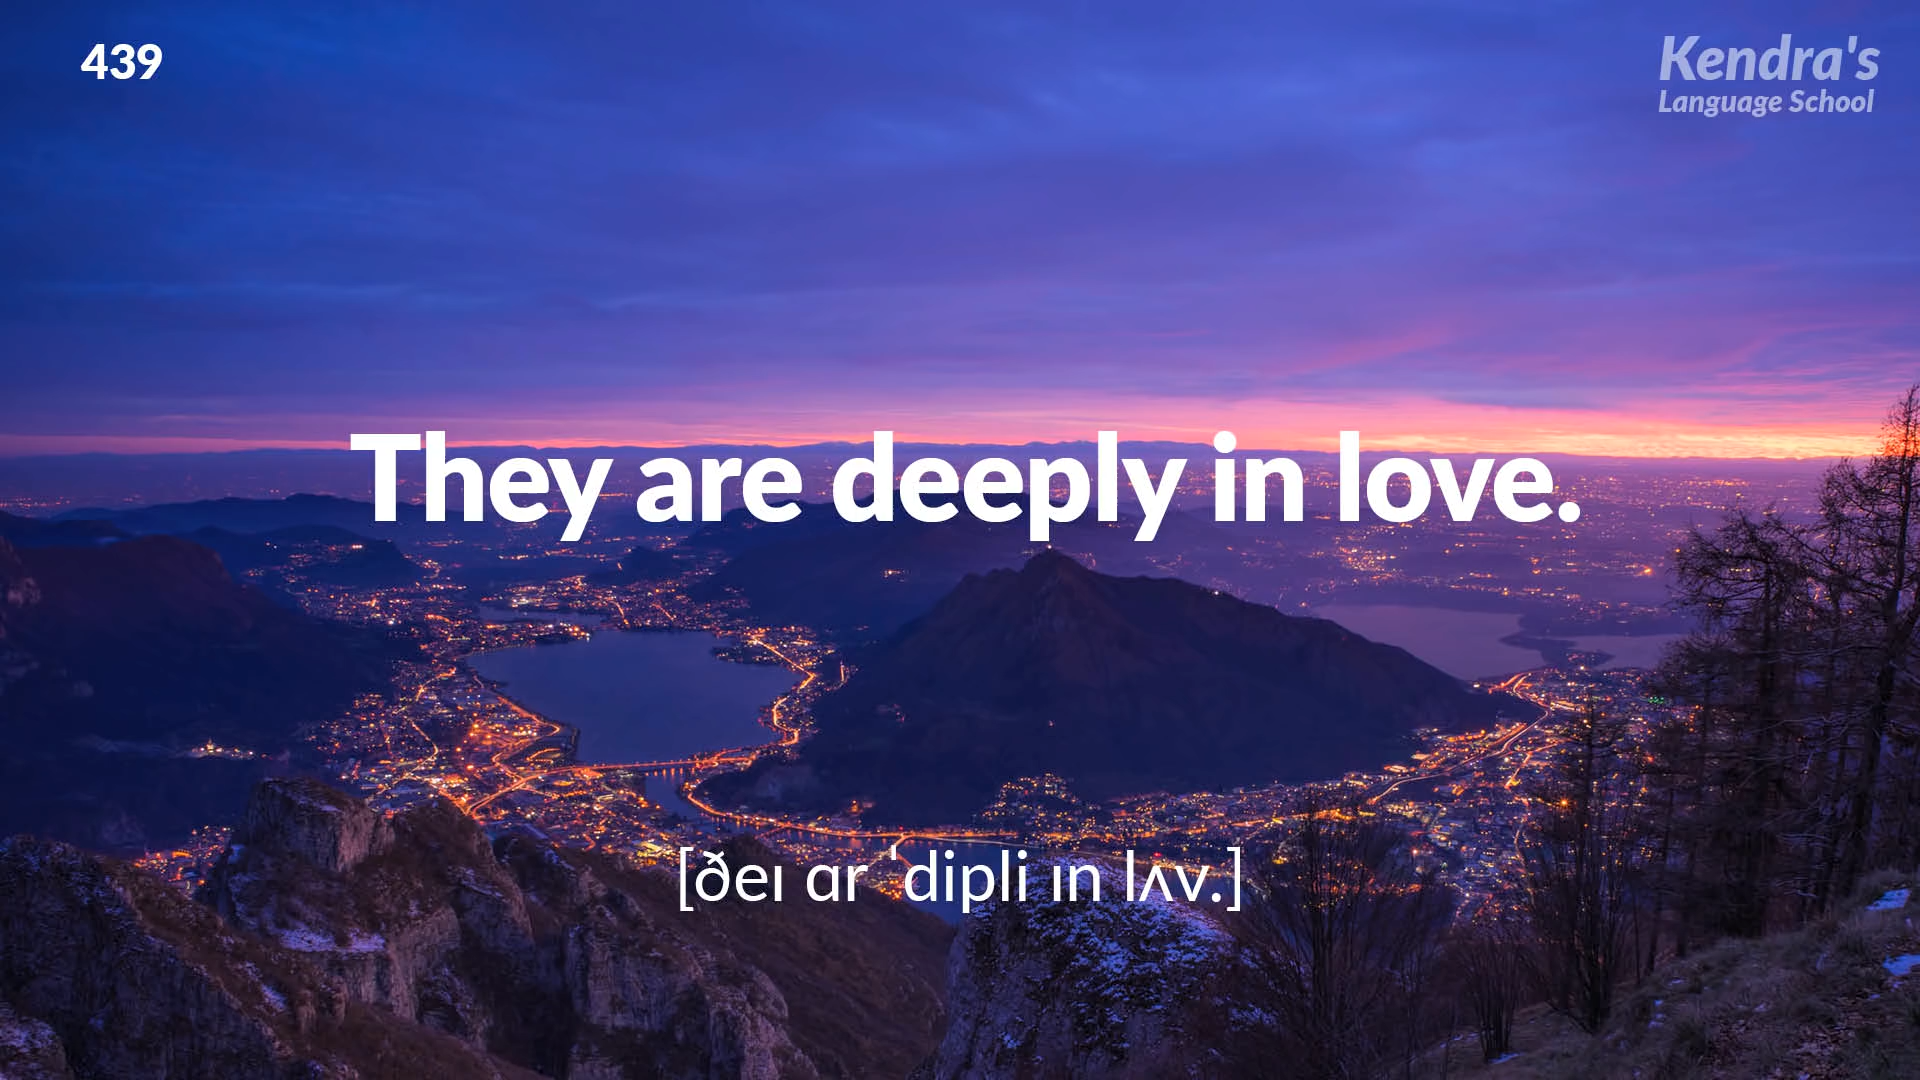 439
Kendra's
Language School
They are deeply in love.
[ðeɪ ɑr ˈdipli ɪn lʌv.]